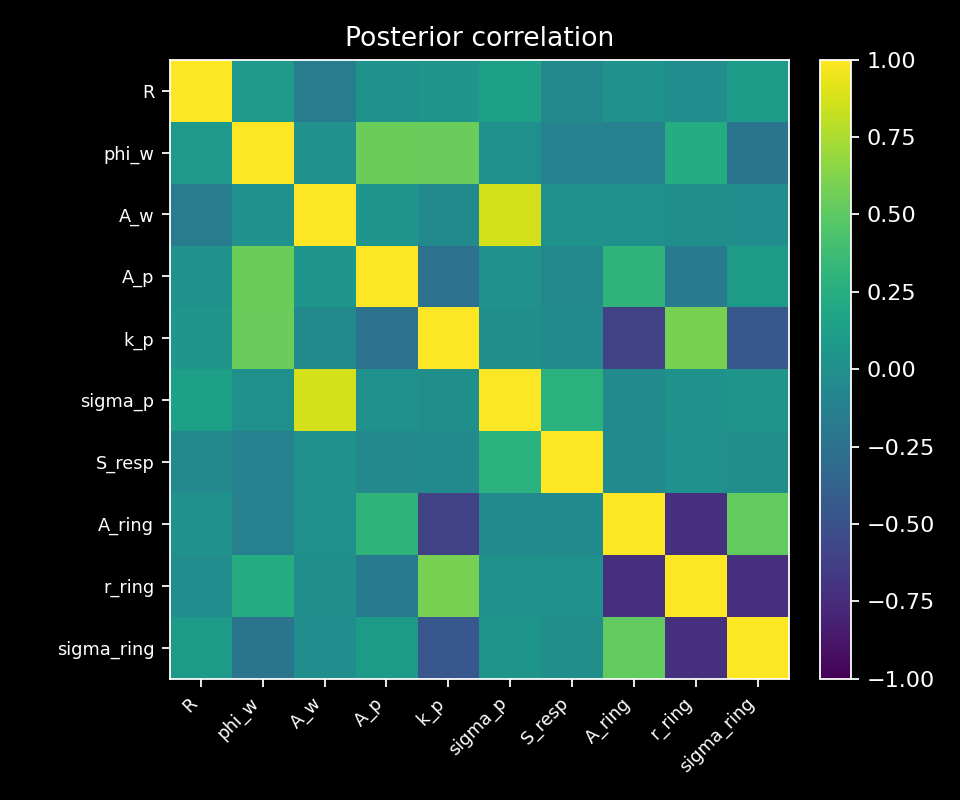 Posterior correlation
R
phi_w
A_w
A_p
k_p
sigma_p
S_resp
A_ring
r_ring
sigma_ring
R
phi_w
A_w
A_p
k_p
sigma_p
S_resp
A_ring
r_ring
sigma_ring
1.00
0.75
0.50
0.25
0.00
−0.25
−0.50
−0.75
−1.00